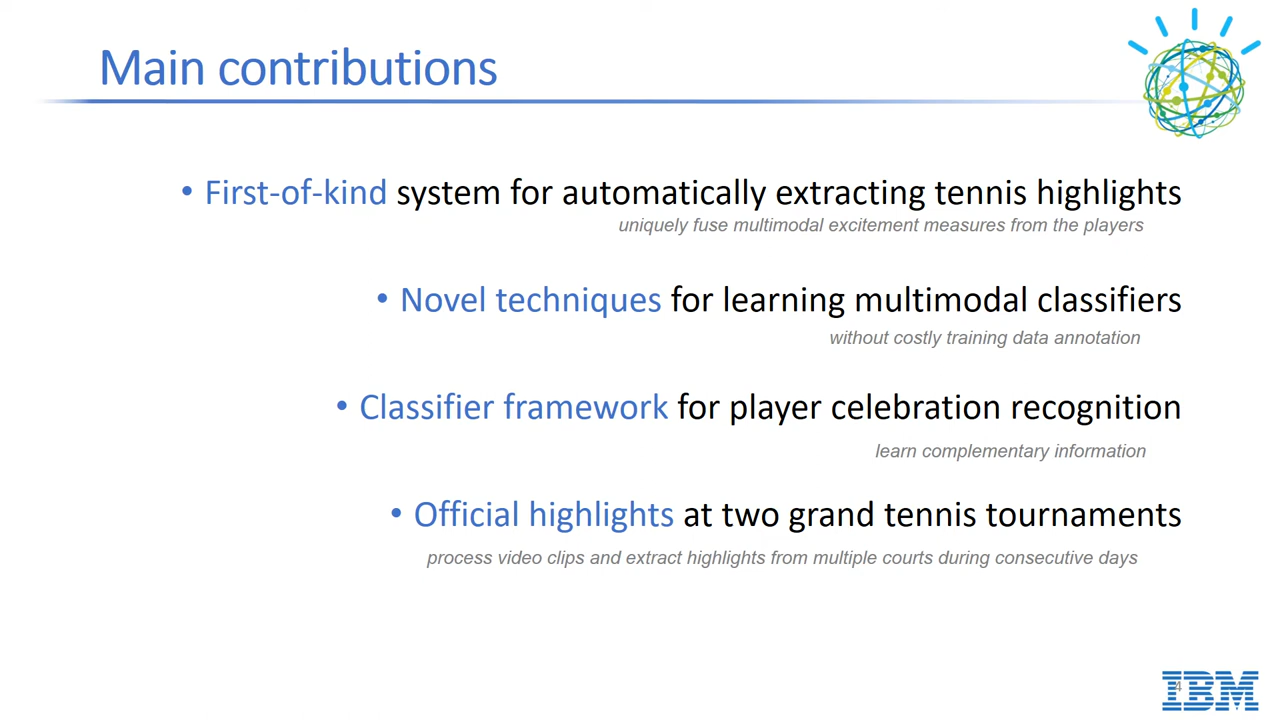 Main contributions
• First-of-kind system for automatically extracting tennis highlights
uniquely fuse multimodal excitement measures from the players
• Novel techniques for learning multimodal classifiers
without costly training data annotation
• Classifier framework for player celebration recognition
learn complementary information
• Official highlights at two grand tennis tournaments
process video clips and extract highlights from multiple courts during consecutive days
4
IBM